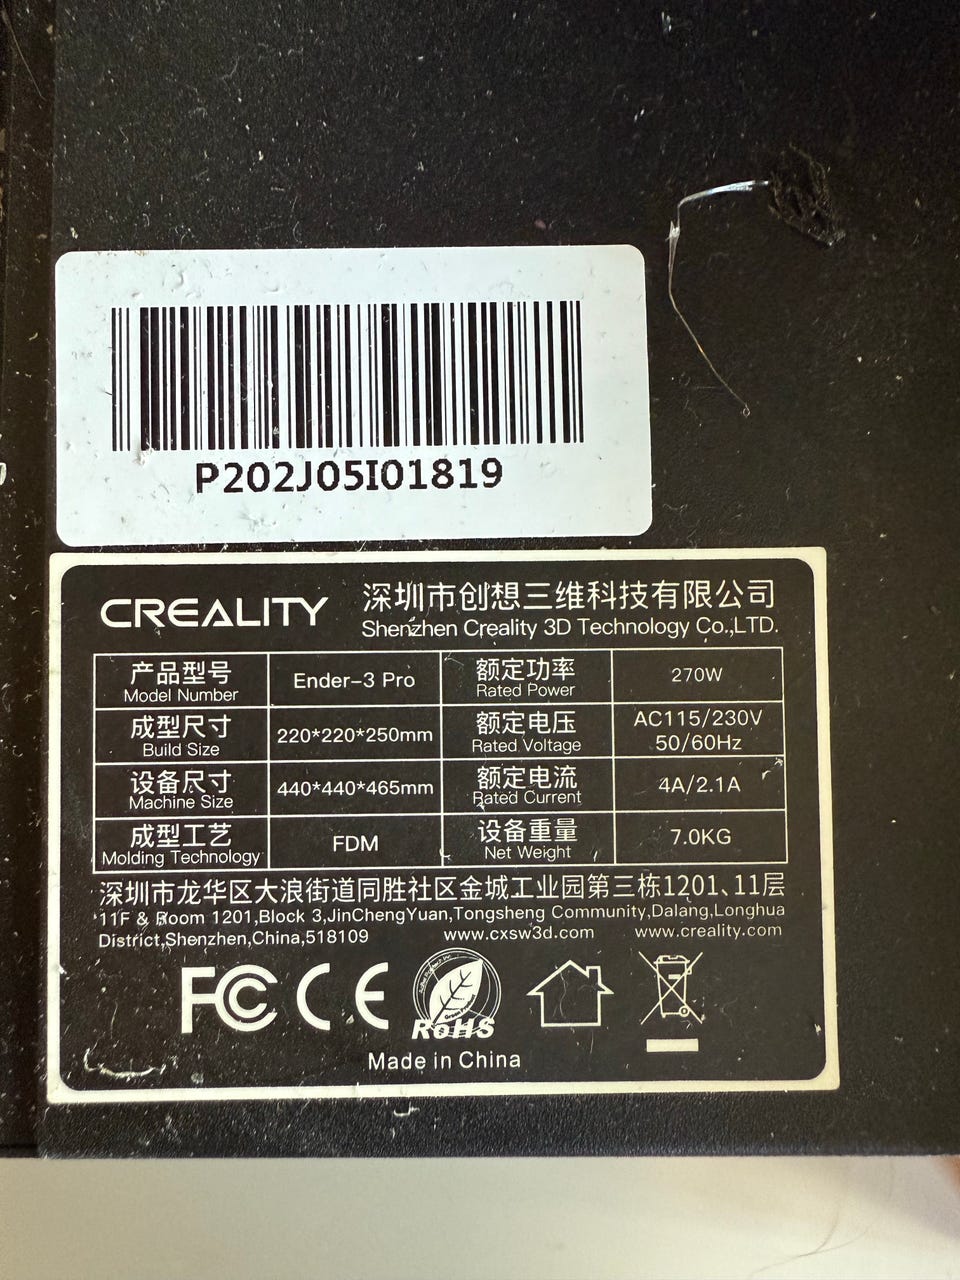 P202J05I01819
CREALITY 深圳市创想三维科技有限公司
Shenzhen Creality 3D Technology Co.,LTD.
产品型号 Model Number Ender-3 Pro 额定功率 Rated Power 270W
成型尺寸 Build Size 220*220*250mm 额定电压 Rated Voltage AC115/230V 50/60Hz
设备尺寸 Machine Size 440*440*465mm 额定电流 Rated Current 4A/2.1A
成型工艺 Molding Technology FDM 设备重量 Net Weight 7.0KG
深圳市龙华区大浪街道同胜社区金城工业园第三栋1201、11层
11F & Room 1201,Block 3,JinChengYuan,Tongsheng Community,Dalang,Longhua
District,Shenzhen,China,518109 www.cxsw3d.com www.creality.com
FC CE RoHS
Made in China